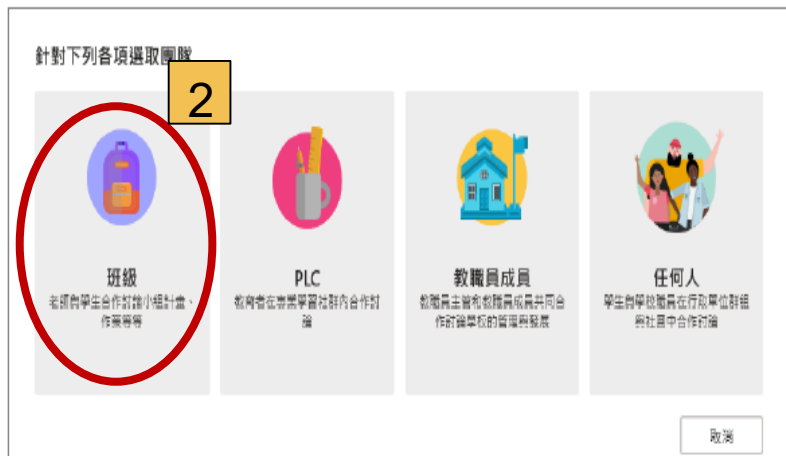 針對下列各項選取團隊
2
班級
老師與學生合作討論小組計畫、
作業等等
PLC
教育者在專業學習社群內合作討
論
教職員成員
教職員主管和教職員成員共同合
作討論學校的管理與發展
任何人
學生與學校職員在行政單位群組
與社團中合作討論
取消